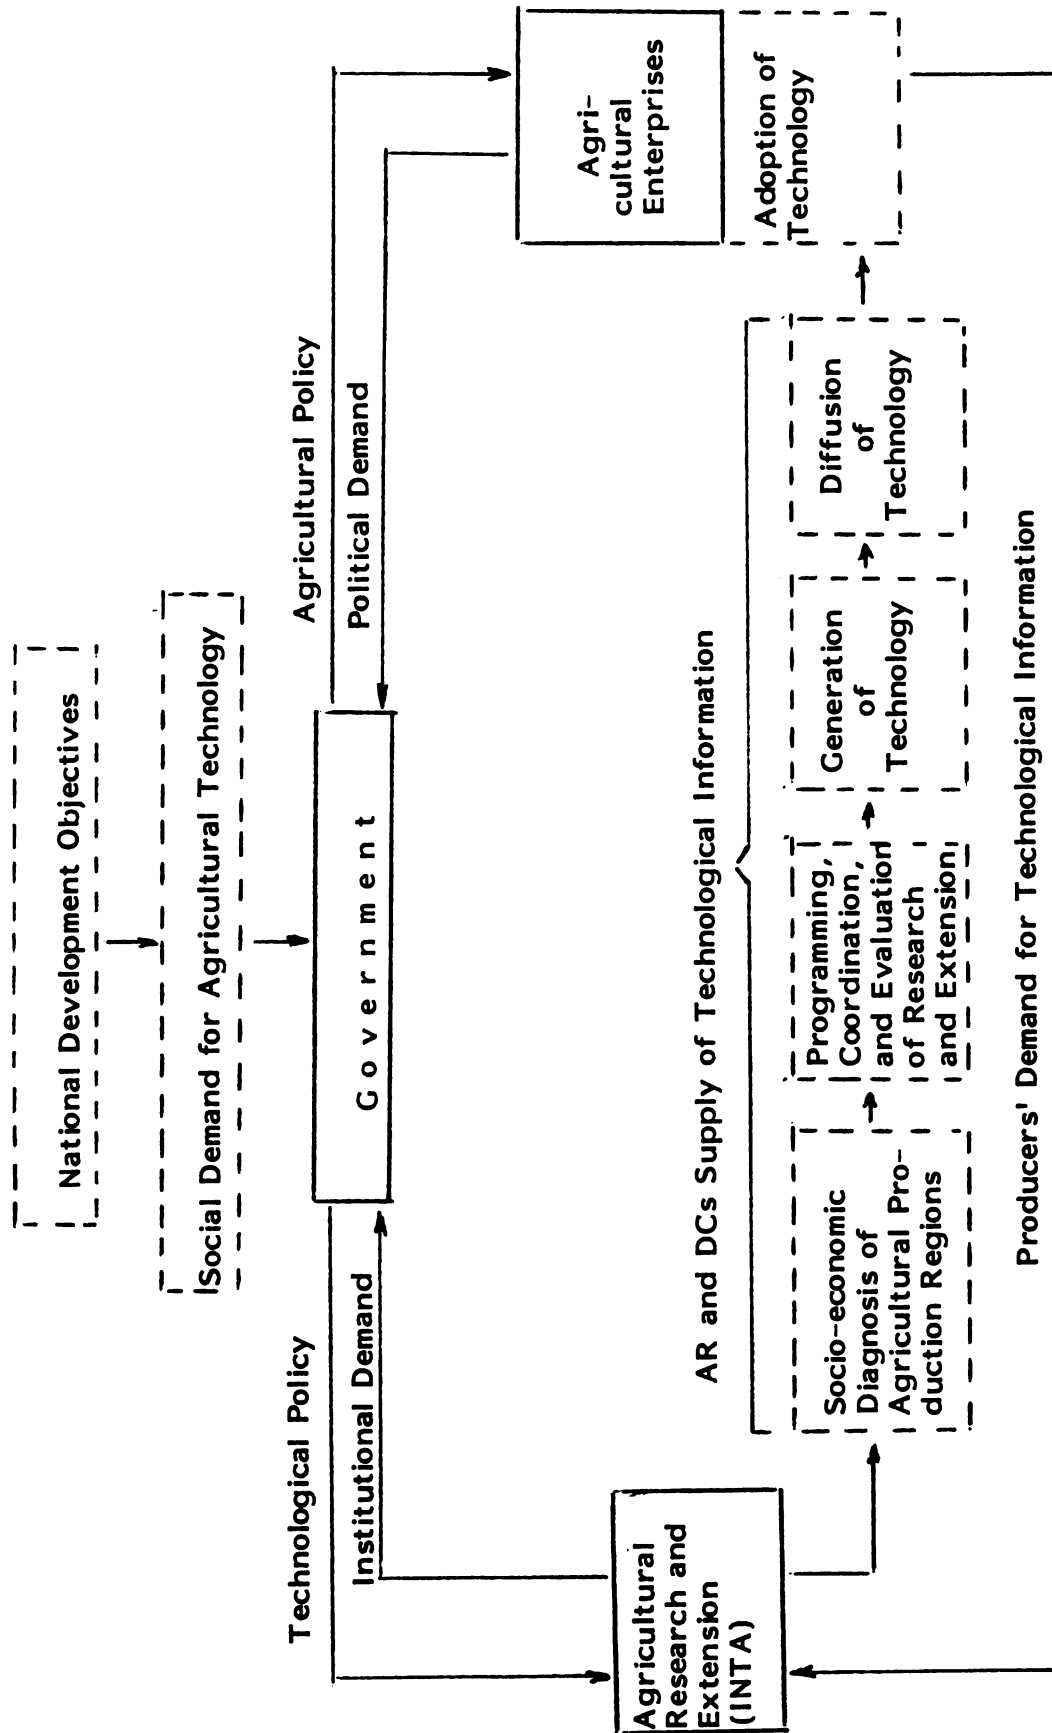 National Development Objectives
Social Demand for Agricultural Technology
Technological Policy
Agricultural Policy
Institutional Demand
Political Demand
Government
Agri-
cultural
Enterprises
Agricultural
Research and
Extension
(INTA)
AR and DCs Supply of Technological Information
Socio-economic
Diagnosis of
Agricultural Pro-
duction Regions
Programming,
Coordination,
and Evaluation
of Research
and Extension
Generation
of
Technology
Diffusion
of
Technology
Adoption of
Technology
Producers' Demand for Technological Information